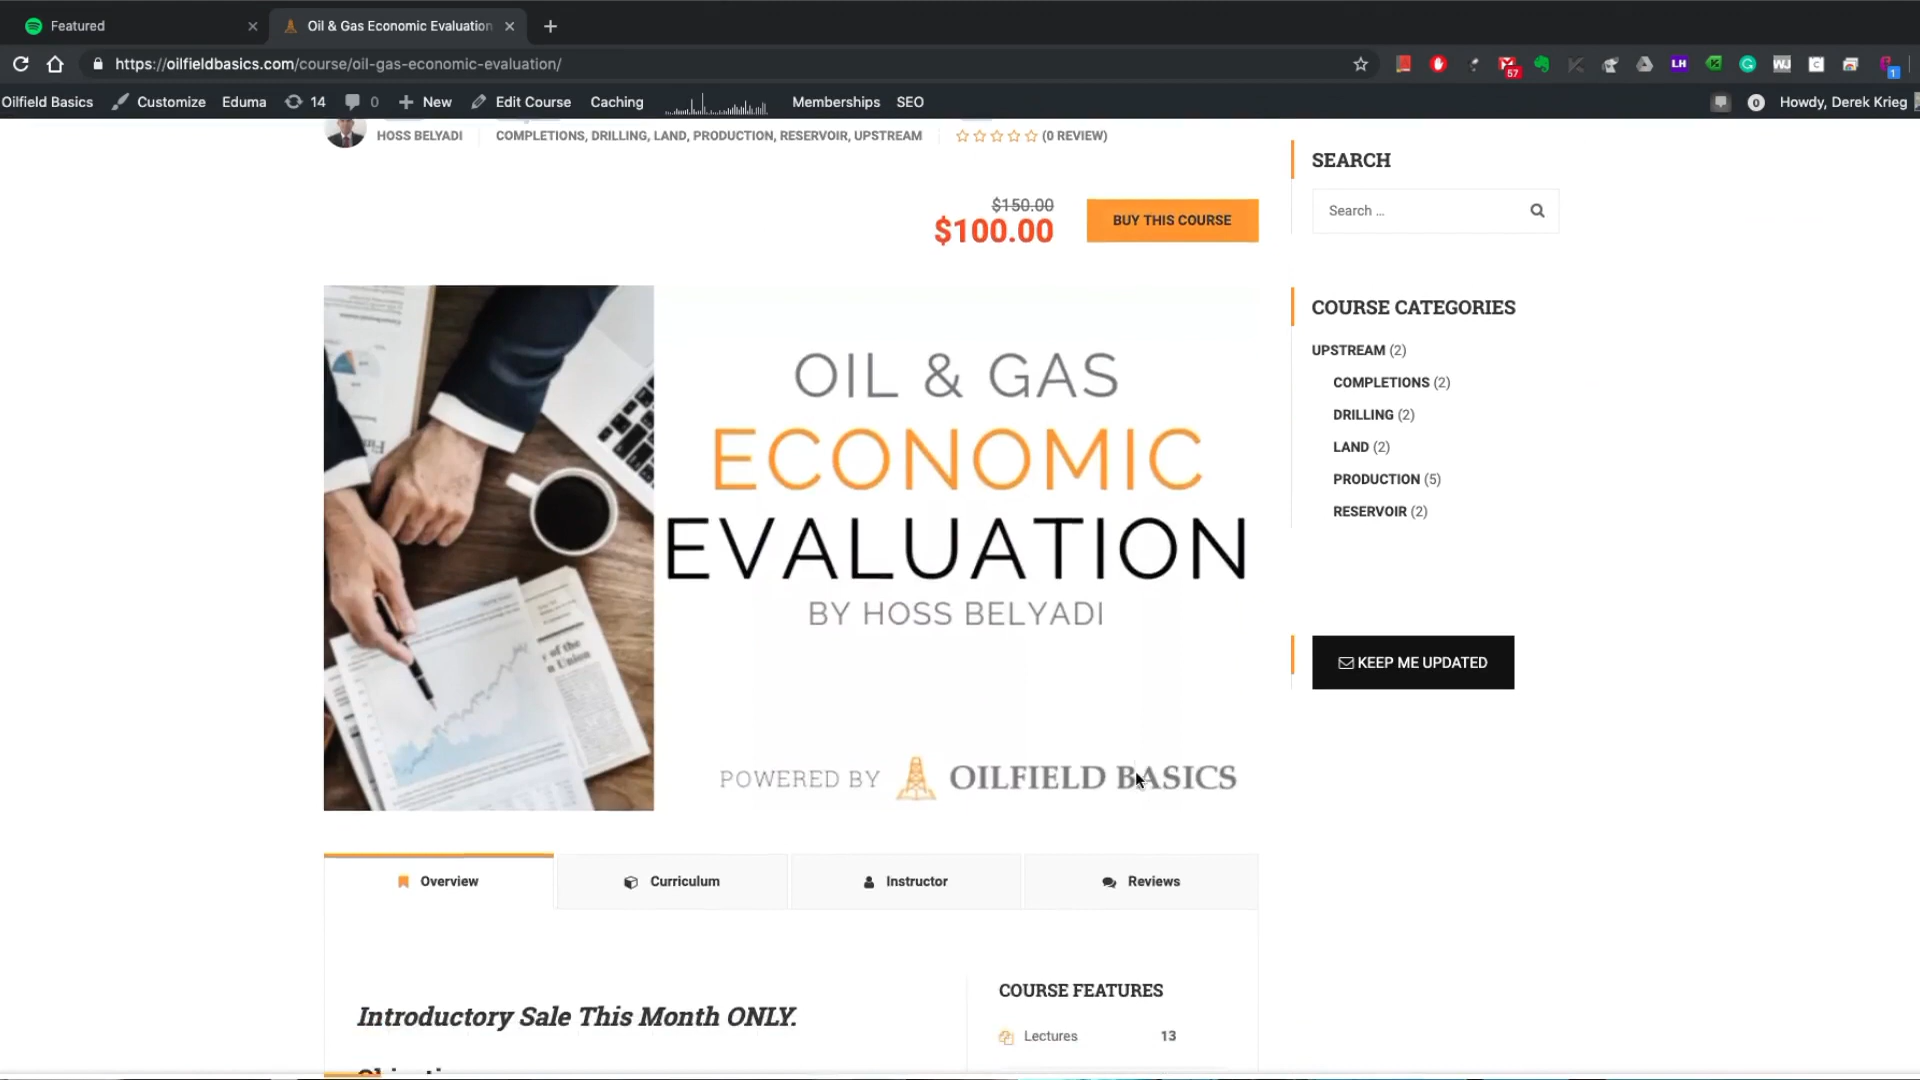 Featured
Oil & Gas Economic Evaluation
https://oilfieldbasics.com/course/oil-gas-economic-evaluation/
57
LH
WJ
1
Oilfield Basics
Customize
Eduma
14
0
New
Edit Course
Caching
Memberships
SEO
0
Howdy, Derek Krieg
HOSS BELYADI
COMPLETIONS, DRILLING, LAND, PRODUCTION, RESERVOIR, UPSTREAM
(0 REVIEW)
$150.00
$100.00
BUY THIS COURSE
SEARCH
Search ...
COURSE CATEGORIES
UPSTREAM (2)
COMPLETIONS (2)
DRILLING (2)
LAND (2)
PRODUCTION (5)
RESERVOIR (2)
KEEP ME UPDATED
OIL & GAS
ECONOMIC
EVALUATION
BY HOSS BELYADI
POWERED BY OILFIELD BASICS
Overview
Curriculum
Instructor
Reviews
Introductory Sale This Month ONLY.
COURSE FEATURES
Lectures 13